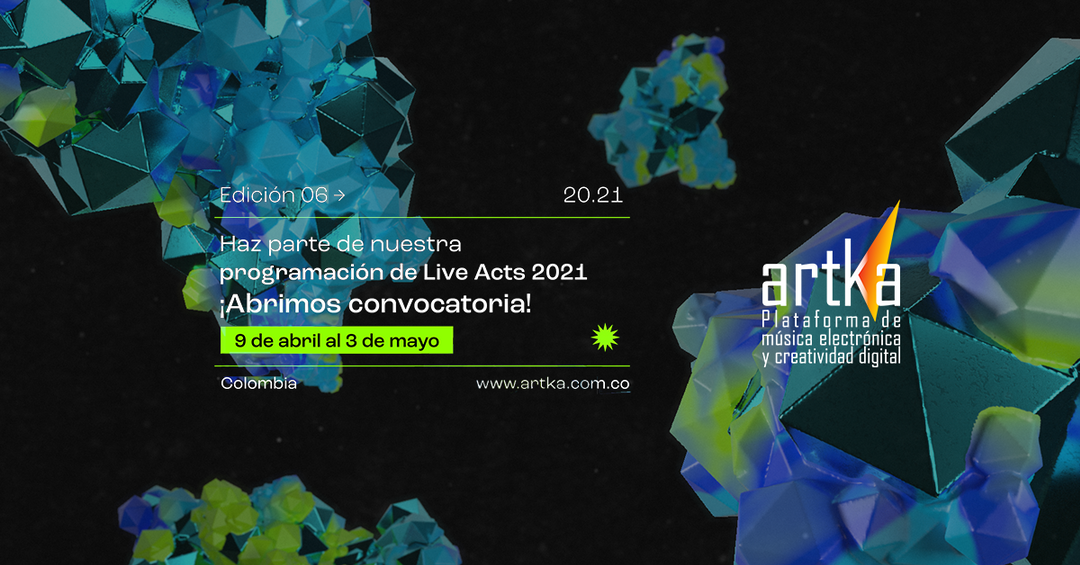 Edición 06 →
20.21
Haz parte de nuestra
programación de Live Acts 2021
¡Abrimos convocatoria!
9 de abril al 3 de mayo
Colombia
www.artka.com.co
artka
Plataforma de
música electrónica
y creatividad digital